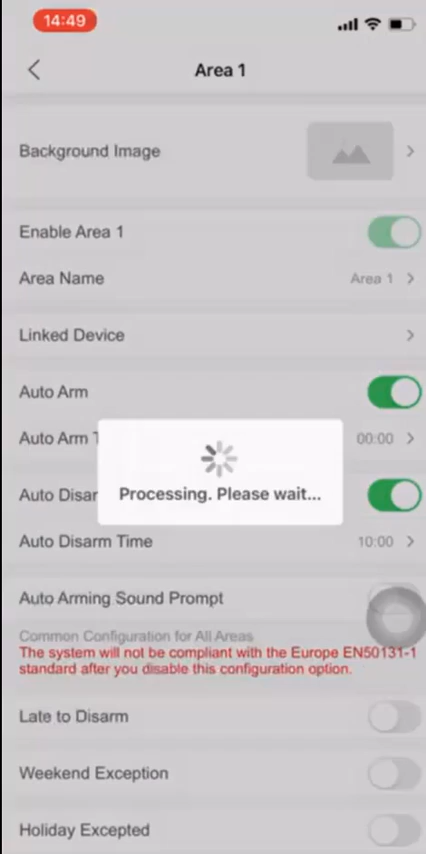 14:49
Area 1
Background Image
Enable Area 1
Area Name Area 1
Linked Device
Auto Arm
Auto Arm 00:00
Processing. Please wait...
Auto Disar
Auto Disarm Time 10:00
Auto Arming Sound Prompt
Common Configuration for All Areas
The system will not be compliant with the Europe EN50131-1
standard after you disable this configuration option.
Late to Disarm
Weekend Exception
Holiday Excepted